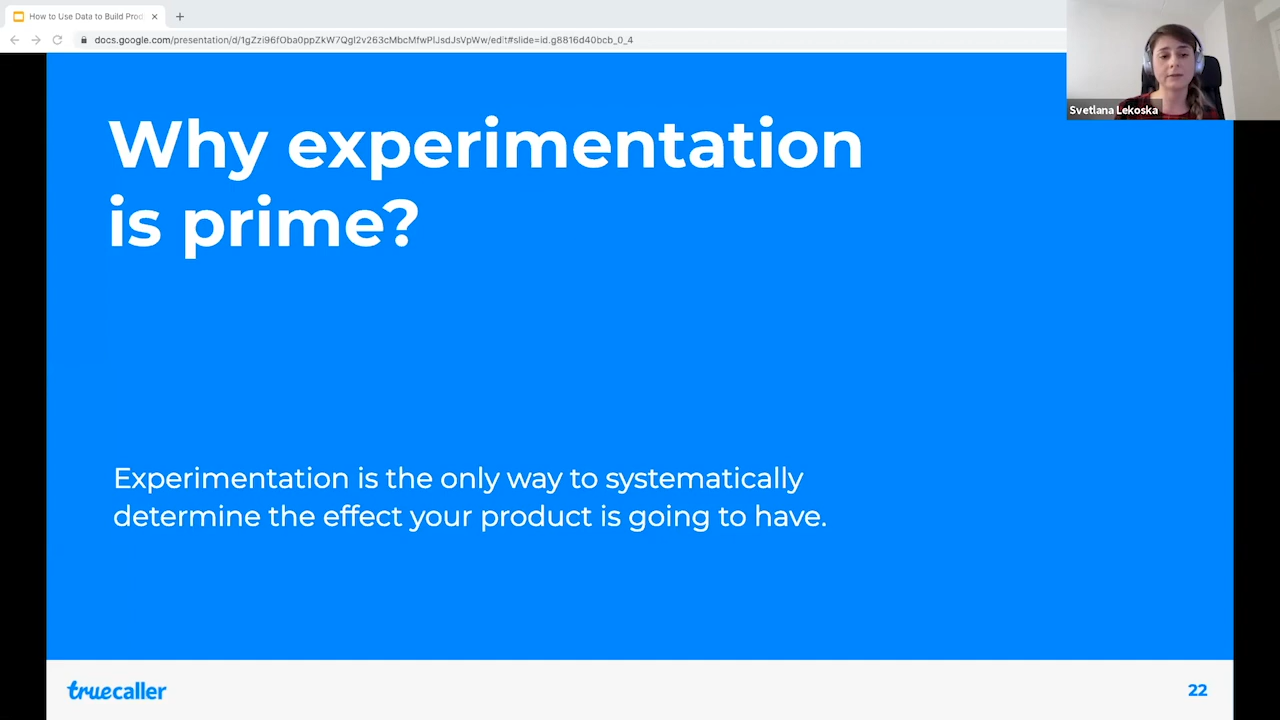 How to Use Data to Build Prod
docs.google.com/presentation/d/1gZzi96fOba0ppZkW7QgI2v263cMbcMfwPlJsdJsVpWw/edit#slide=id.g8816d40bcb_0_4
Svetlana Lekoska
Why experimentation
is prime?
Experimentation is the only way to systematically
determine the effect your product is going to have.
truecaller
22